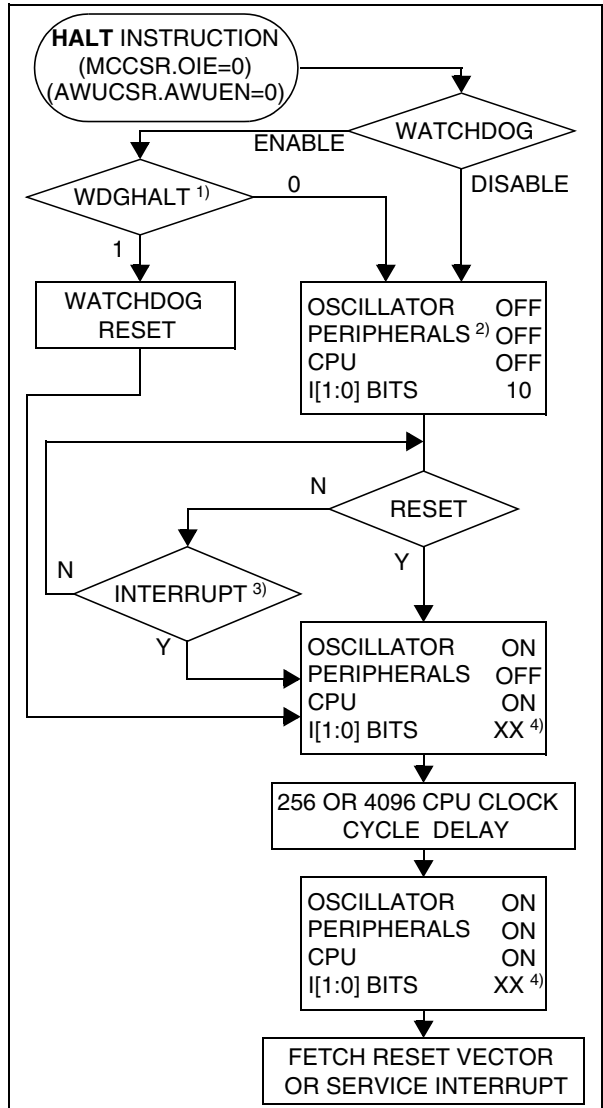 HALT INSTRUCTION
(MCCSR.OIE=0)
(AWUCSR.AWUEN=0)
WATCHDOG
ENABLE
DISABLE
WDGHALT 1)
0
1
WATCHDOG
RESET
OSCILLATOR OFF
PERIPHERALS 2) OFF
CPU OFF
I[1:0] BITS 10
RESET
N
Y
INTERRUPT 3)
N
Y
OSCILLATOR ON
PERIPHERALS OFF
CPU ON
I[1:0] BITS XX 4)
256 OR 4096 CPU CLOCK
CYCLE DELAY
OSCILLATOR ON
PERIPHERALS ON
CPU ON
I[1:0] BITS XX 4)
FETCH RESET VECTOR
OR SERVICE INTERRUPT